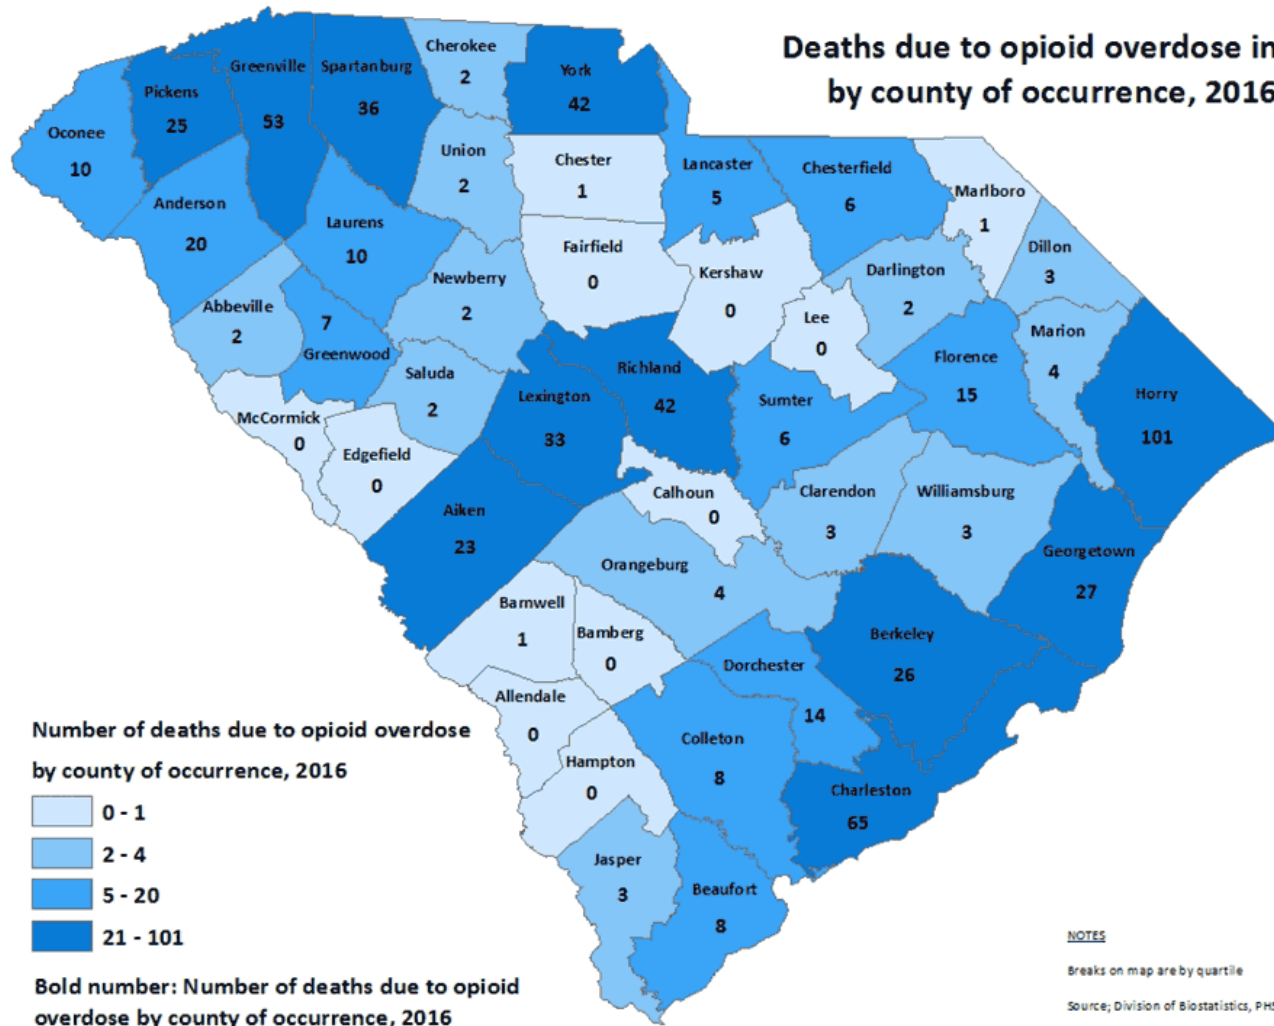 Deaths due to opioid overdose in
by county of occurrence, 2016
Cherokee
2
York
42
Greenville
53
Spartanburg
36
Pickens
25
Oconee
10
Union
2
Chester
1
Lancaster
5
Chesterfield
6
Marlboro
1
Anderson
20
Laurens
10
Fairfield
0
Kershaw
0
Darlington
2
Dillon
3
Newberry
2
Abbeville
2
7
Greenwood
Lee
0
Marion
4
Saluda
2
Lexington
33
Richland
42
Sumter
6
Florence
15
Horry
101
McCormick
0
Edgefield
0
Aiken
23
Calhoun
0
Clarendon
3
Williamsburg
3
Georgetown
27
Orangeburg
4
Barnwell
1
Bamberg
0
Berkeley
26
Dorchester
14
Allendale
0
Hampton
0
Colleton
8
Charleston
65
Jasper
3
Beaufort
8
Number of deaths due to opioid overdose
by county of occurrence, 2016
0 - 1
2 - 4
5 - 20
21 - 101
Bold number: Number of deaths due to opioid
overdose by county of occurrence, 2016
NOTES
Breaks on map are by quartile
Source; Division of Biostatistics, PHS